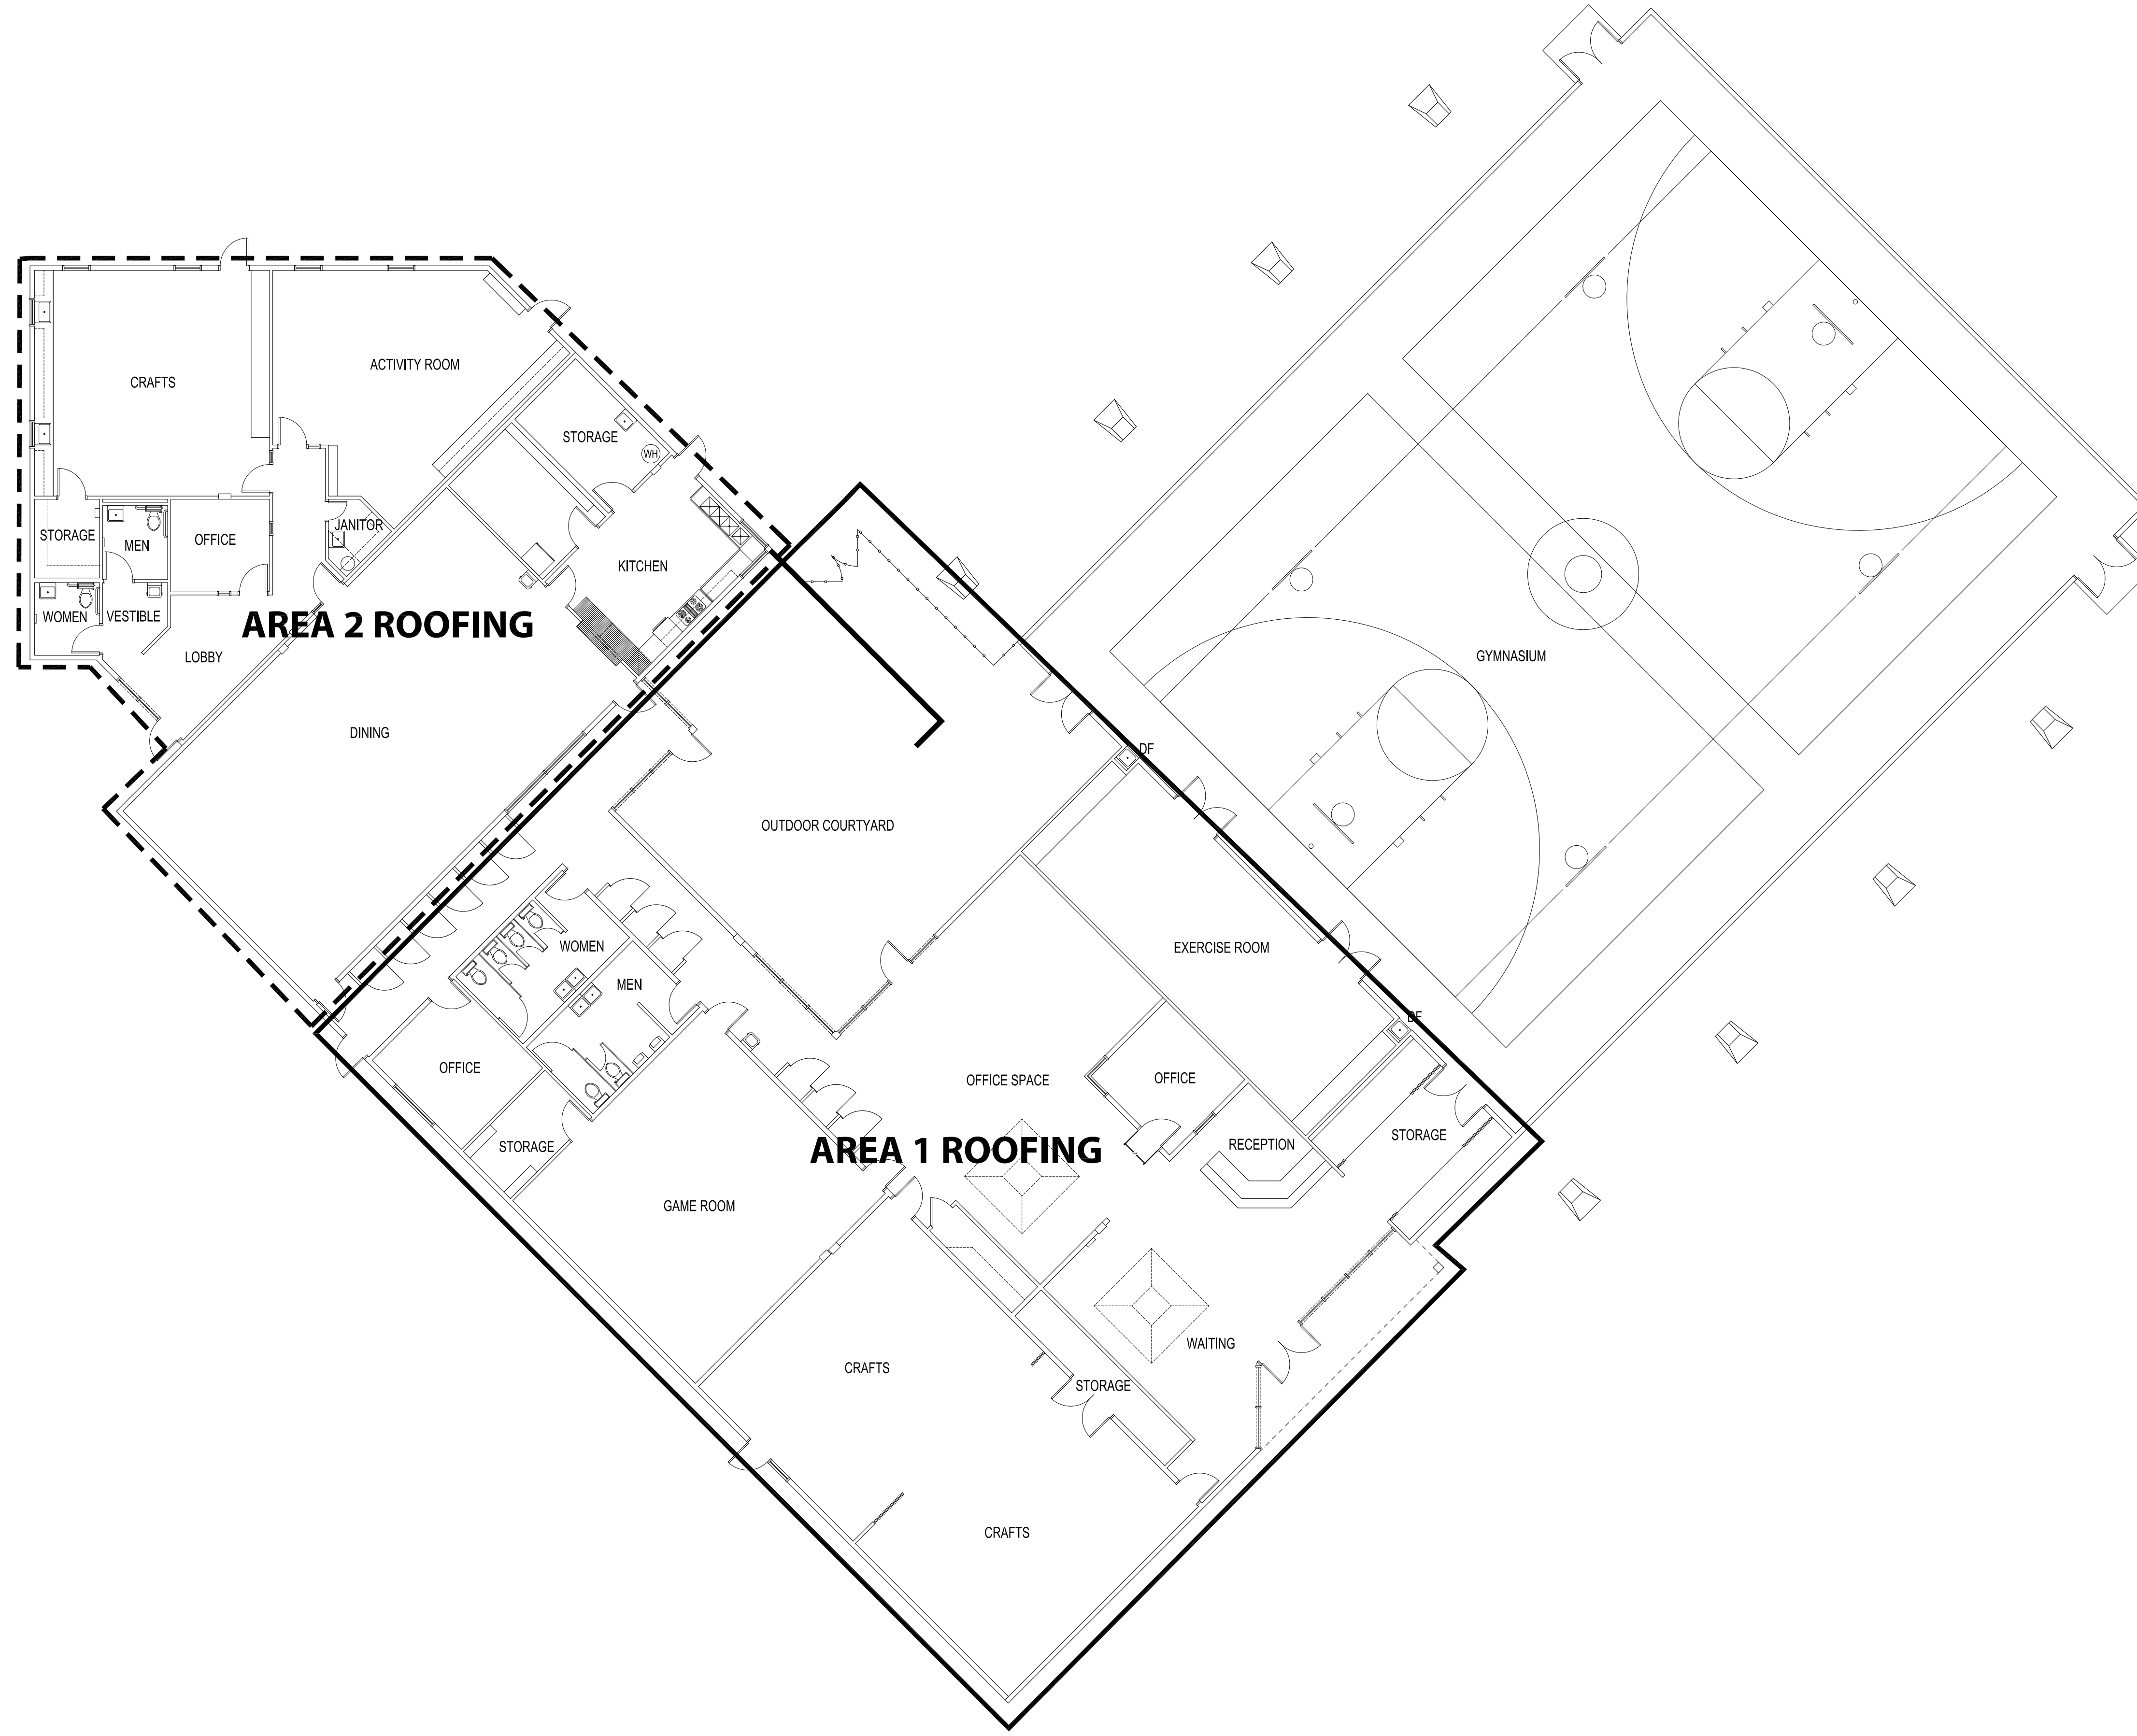 ACTIVITY ROOM
CRAFTS
STORAGE
WH
JANITOR
STORAGE
MEN
OFFICE
KITCHEN
WOMEN
VESTIBLE
AREA 2 ROOFING
LOBBY
GYMNASIUM
DINING
DF
OUTDOOR COURTYARD
WOMEN
EXERCISE ROOM
MEN
DF
OFFICE
OFFICE SPACE
OFFICE
STORAGE
RECEPTION
STORAGE
AREA 1 ROOFING
GAME ROOM
WAITING
CRAFTS
STORAGE
CRAFTS